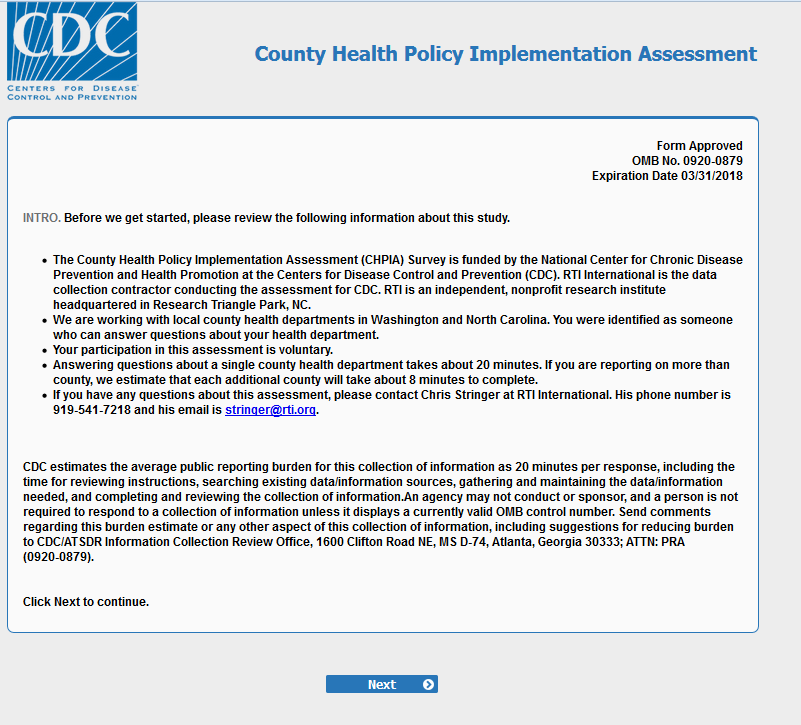 CDC
CENTERS FOR DISEASE
CONTROL AND PREVENTION
County Health Policy Implementation Assessment
Form Approved
OMB No. 0920-0879
Expiration Date 03/31/2018
INTRO. Before we get started, please review the following information about this study.
• The County Health Policy Implementation Assessment (CHPIA) Survey is funded by the National Center for Chronic Disease
Prevention and Health Promotion at the Centers for Disease Control and Prevention (CDC). RTI International is the data
collection contractor conducting the assessment for CDC. RTI is an independent, nonprofit research institute
headquartered in Research Triangle Park, NC.
• We are working with local county health departments in Washington and North Carolina. You were identified as someone
who can answer questions about your health department.
• Your participation in this assessment is voluntary.
• Answering questions about a single county health department takes about 20 minutes. If you are reporting on more than
county, we estimate that each additional county will take about 8 minutes to complete.
• If you have any questions about this assessment, please contact Chris Stringer at RTI International. His phone number is
919-541-7218 and his email is stringer@rti.org.
CDC estimates the average public reporting burden for this collection of information as 20 minutes per response, including the
time for reviewing instructions, searching existing data/information sources, gathering and maintaining the data/information
needed, and completing and reviewing the collection of information.An agency may not conduct or sponsor, and a person is not
required to respond to a collection of information unless it displays a currently valid OMB control number. Send comments
regarding this burden estimate or any other aspect of this collection of information, including suggestions for reducing burden
to CDC/ATSDR Information Collection Review Office, 1600 Clifton Road NE, MS D-74, Atlanta, Georgia 30333; ATTN: PRA
(0920-0879).
Click Next to continue.
Next